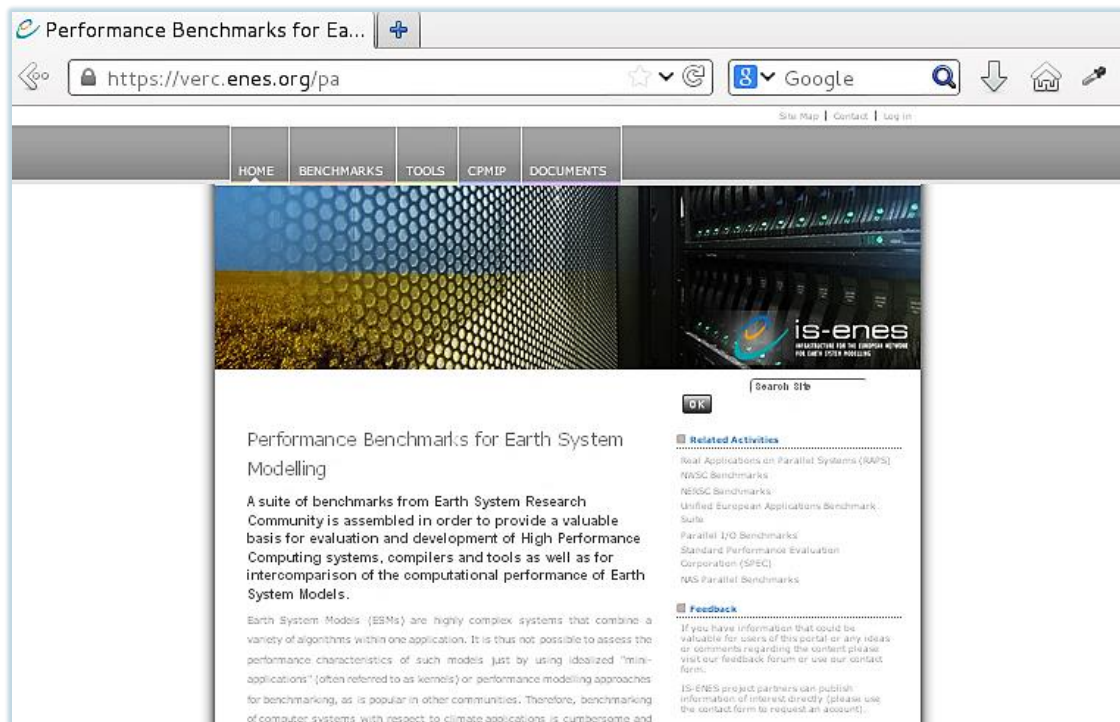 Performance Benchmarks for Ea...
https://verc.enes.org/pa
Google
Site Map | Contact | Log in
HOME
BENCHMARKS
TOOLS
CPMIP
DOCUMENTS
is-enes
INFRASTRUCTURE FOR THE EUROPEAN NETWORK
FOR EARTH SYSTEM MODELLING
Search Site
OK
Performance Benchmarks for Earth System
Modelling
A suite of benchmarks from Earth System Research
Community is assembled in order to provide a valuable
basis for evaluation and development of High Performance
Computing systems, compilers and tools as well as for
intercomparison of the computational performance of Earth
System Models.
Earth System Models (ESMs) are highly complex systems that combine a
variety of algorithms within one application. It is thus not possible to assess the
performance characteristics of such models just by using idealized "mini-
applications" (often referred to as kernels) or performance modelling approaches
for benchmarking, as is popular in other communities. Therefore, benchmarking
of computer systems with respect to climate applications is cumbersome and
Related Activities
Real Applications on Parallel Systems (RAPS)
NWSC Benchmarks
NERSC Benchmarks
Unified European Applications Benchmark
Suite
Parallel I/O Benchmarks
Standard Performance Evaluation
Corporation (SPEC)
NAS Parallel Benchmarks
Feedback
If you have information that could be
valuable for users of this portal or any ideas
or comments regarding the content please
visit our feedback forum or use our contact
form.
IS-ENES project partners can publish
information of interest directly (please use
the contact form to request an account).